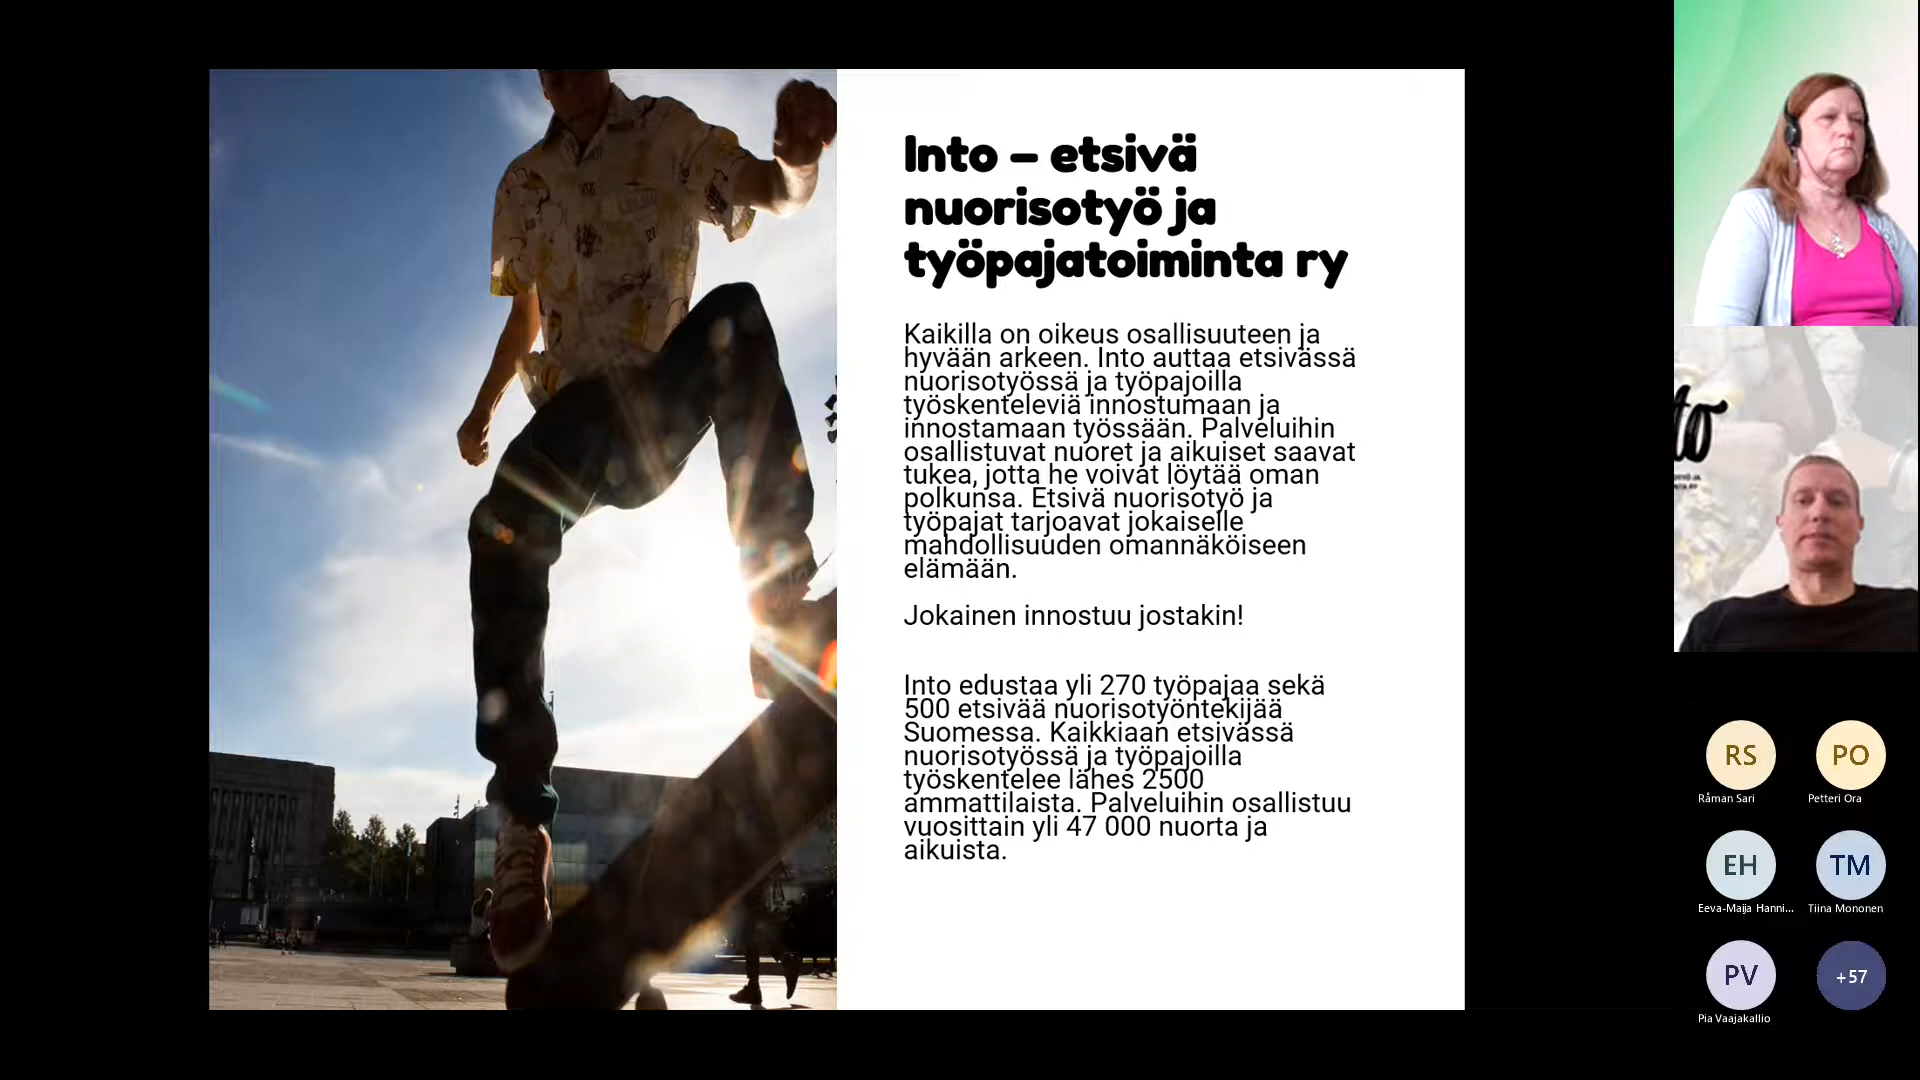 Into – etsivä
nuorisotyö ja
työpajatoiminta ry
Kaikilla on oikeus osallisuuteen ja
hyvään arkeen. Into auttaa etsivässä
nuorisotyössä ja työpajoilla
työskenteleviä innostumaan ja
innostamaan työssään. Palveluihin
osallistuvat nuoret ja aikuiset saavat
tukea, jotta he voivat löytää oman
polkunsa. Etsivä nuorisotyö ja
työpajat tarjoavat jokaiselle
mahdollisuuden omannäköiseen
elämään.
Jokainen innostuu jostakin!
Into edustaa yli 270 työpajaa sekä
500 etsivää nuorisotyöntekijää
Suomessa. Kaikkiaan etsivässä
nuorisotyössä ja työpajoilla
työskentelee lähes 2500
ammattilaista. Palveluihin osallistuu
vuosittain yli 47 000 nuorta ja
aikuista.
RS
Råman Sari
PO
Petteri Ora
EH
Eeva-Maija Hanni...
TM
Tiina Mononen
PV
Pia Vaajakallio
+57